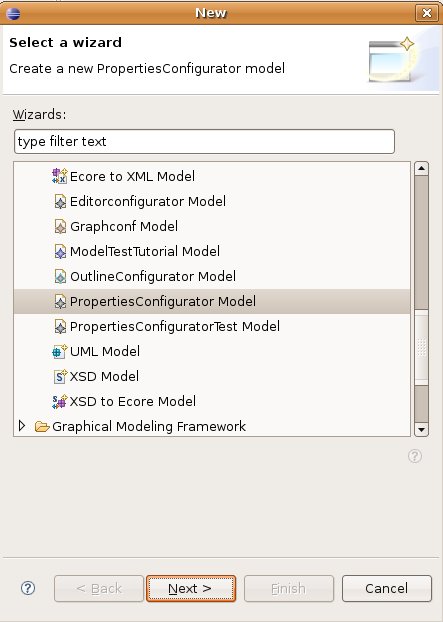 New
Select a wizard
Create a new PropertiesConfigurator model
Wizards:
type filter text
Ecore to XML Model
Editorconfigurator Model
Graphconf Model
ModelTestTutorial Model
OutlineConfigurator Model
PropertiesConfigurator Model
PropertiesConfiguratorTest Model
UML Model
XSD Model
XSD to Ecore Model
Graphical Modeling Framework
< Back Next > Finish Cancel